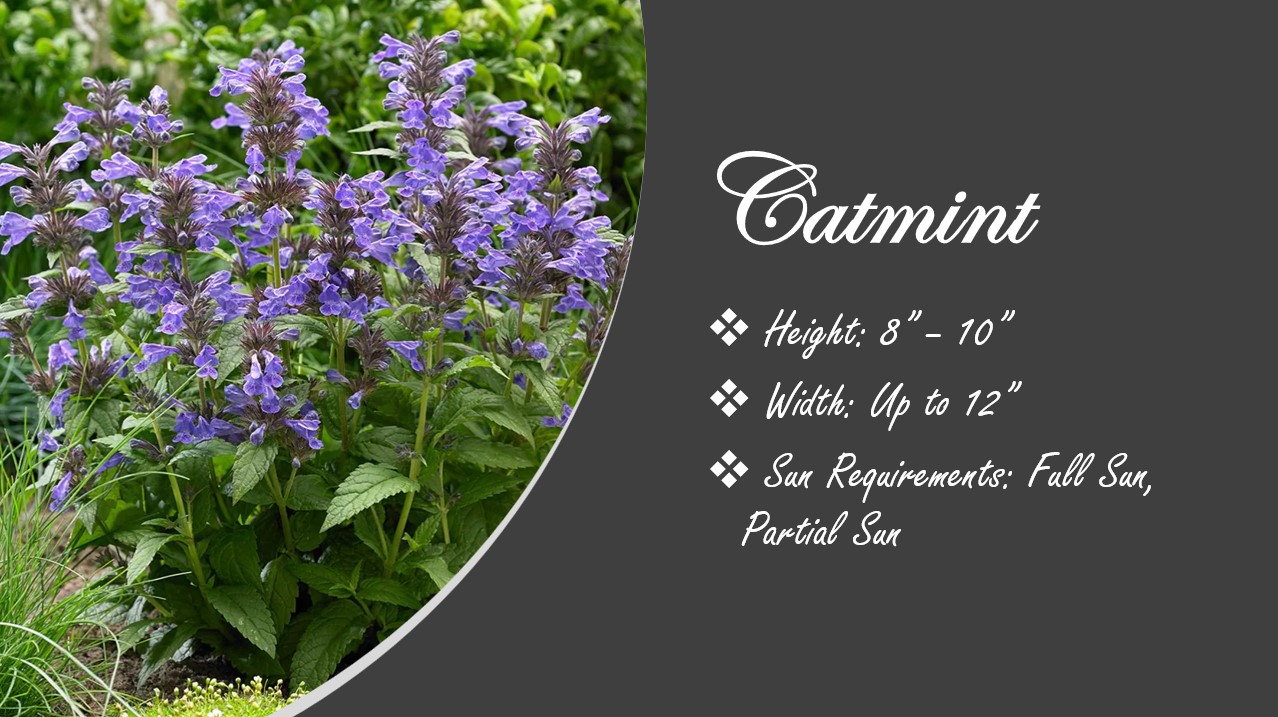 Catmint
❖ Height: 8” – 10”
❖ Width: Up to 12”
❖ Sun Requirements: Full Sun,
Partial Sun